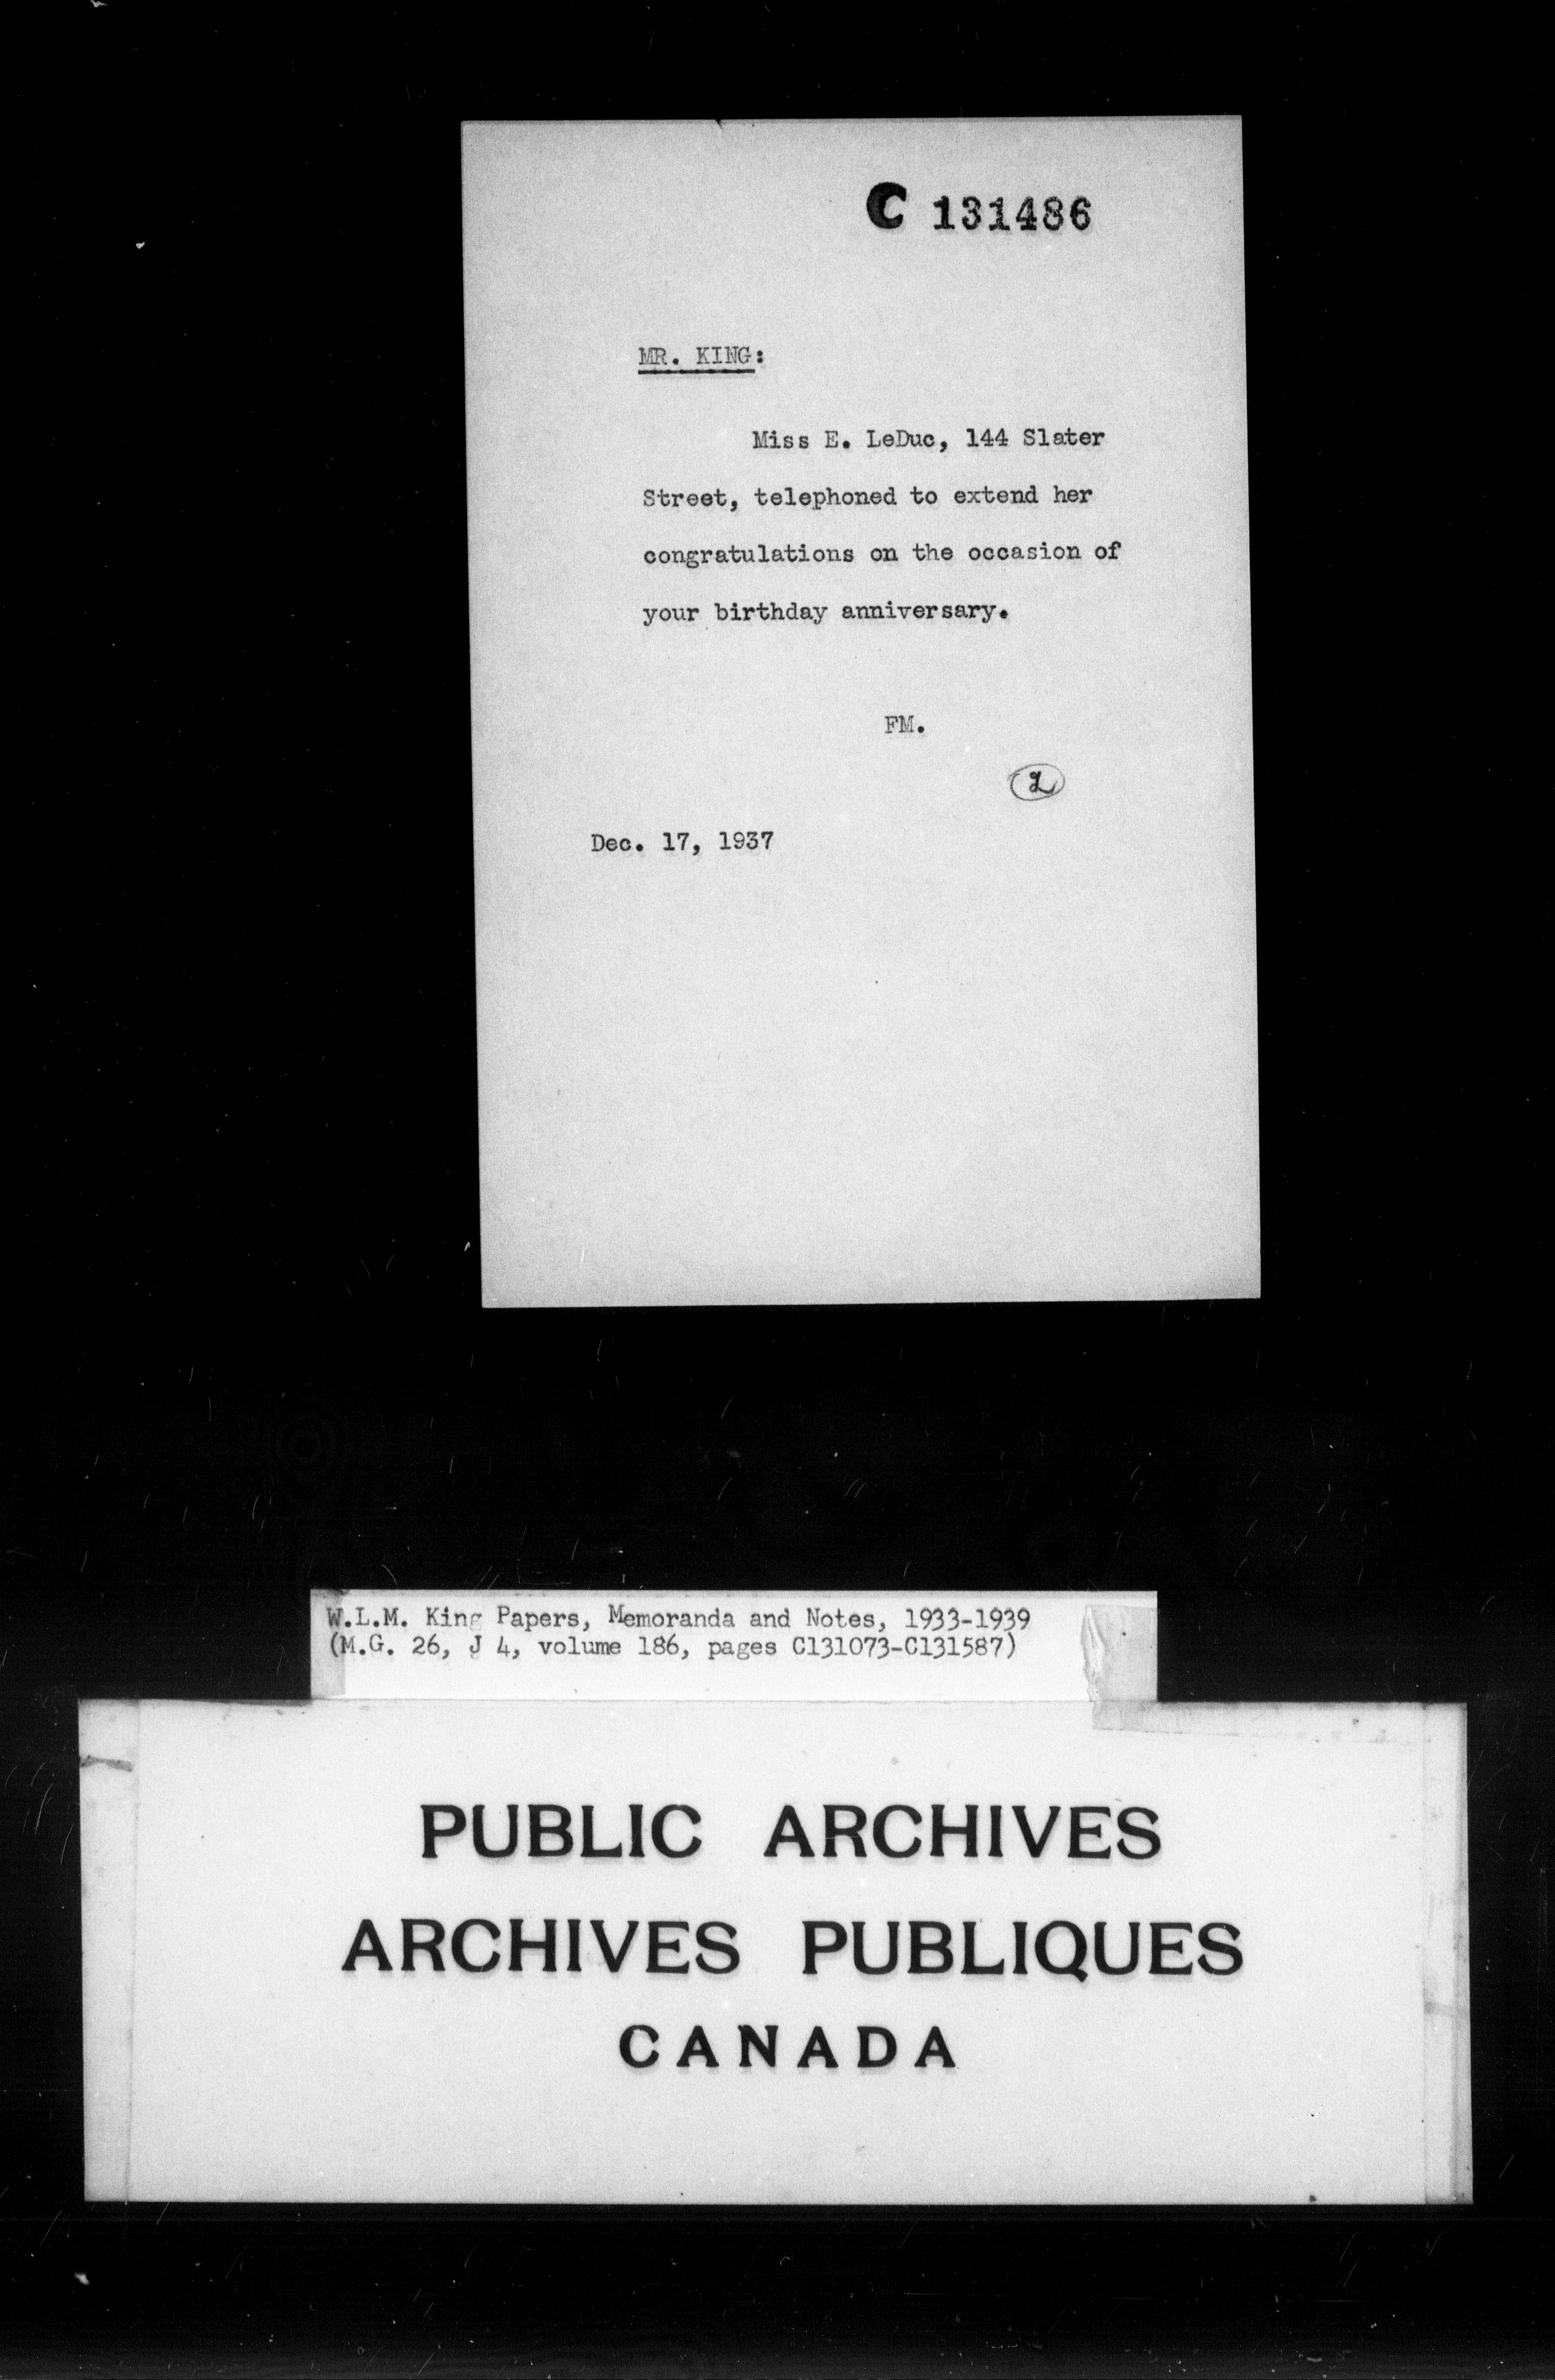 C 131486
MR. KING:
Miss E. LeDuc, 144 Slater
Street, telephoned to extend her
congratulations on the occasion of
your birthday anniversary.
FM.
2
Dec. 17, 1937
W.L.M. King Papers, Memoranda and Notes, 1933-1939
(M.G. 26, J 4, volume 186, pages C131073-C131587)
PUBLIC ARCHIVES
ARCHIVES PUBLIQUES
CANADA